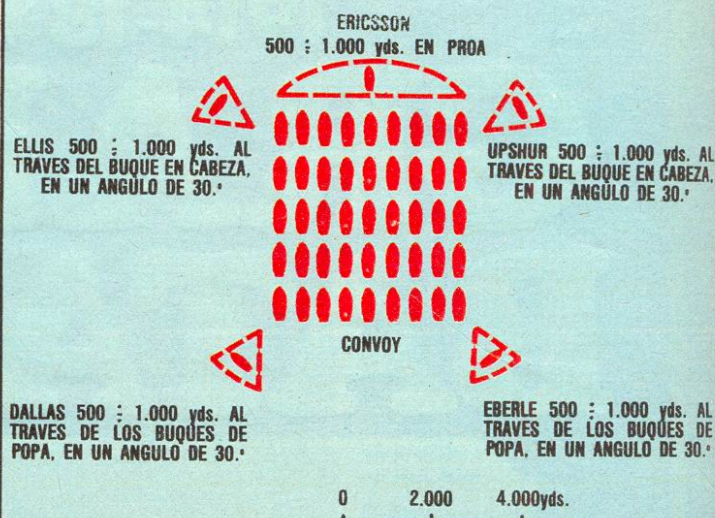 ERICSSON
500 ÷ 1.000 yds. EN PROA
ELLIS 500 ÷ 1.000 yds. AL
TRAVES DEL BUQUE EN CABEZA,
EN UN ANGULO DE 30.º
UPSHUR 500 ÷ 1.000 yds. AL
TRAVES DEL BUQUE EN CABEZA,
EN UN ANGULO DE 30.º
CONVOY
DALLAS 500 ÷ 1.000 yds. AL
TRAVES DE LOS BUQUES DE
POPA, EN UN ANGULO DE 30.º
EBERLE 500 ÷ 1.000 yds. AL
TRAVES DE LOS BUQUES DE
POPA, EN UN ANGULO DE 30.º
0 2.000 4.000yds.